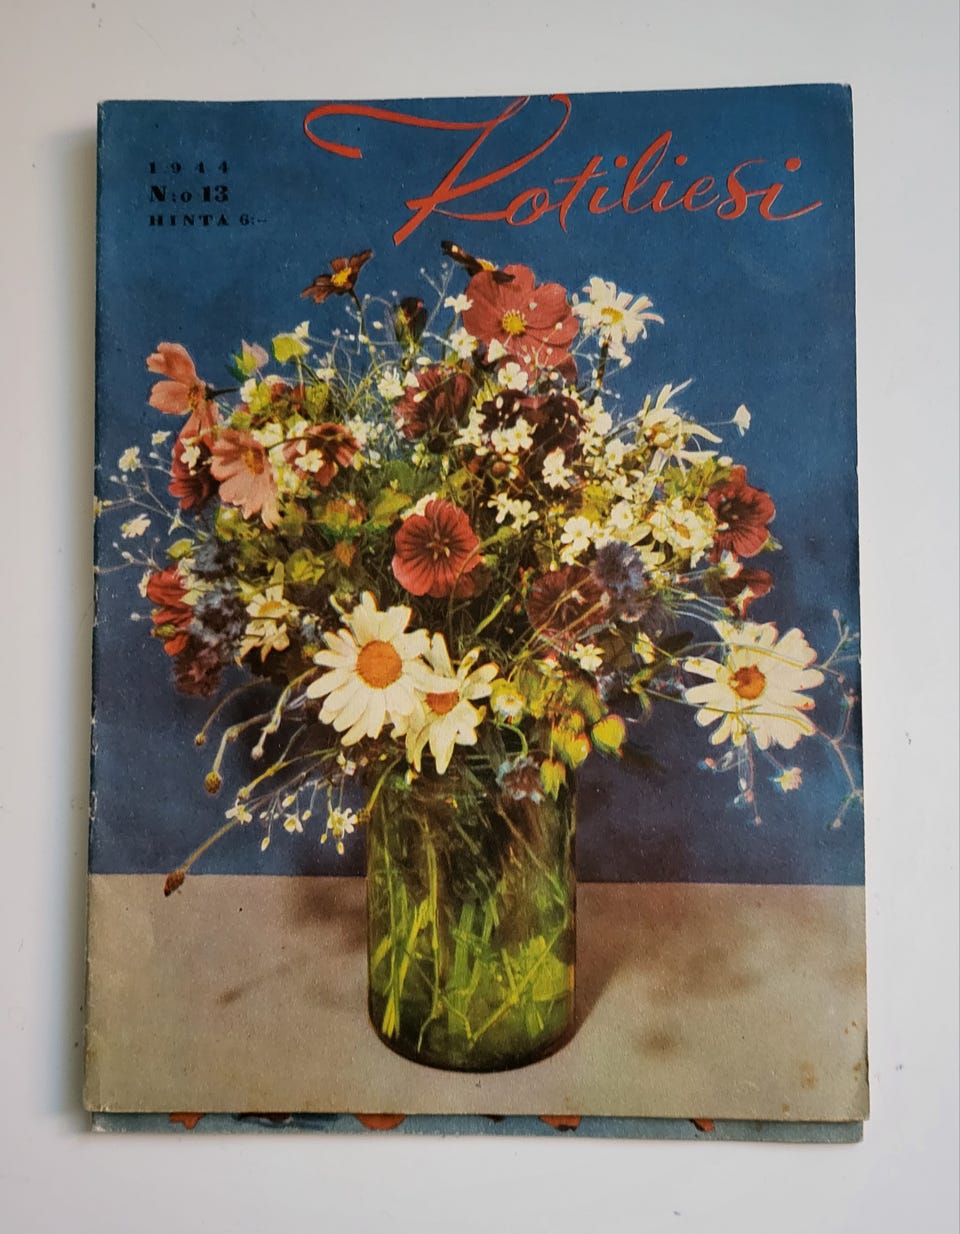 Kotiliesi
1944
N:o 13
HINTA 6:-